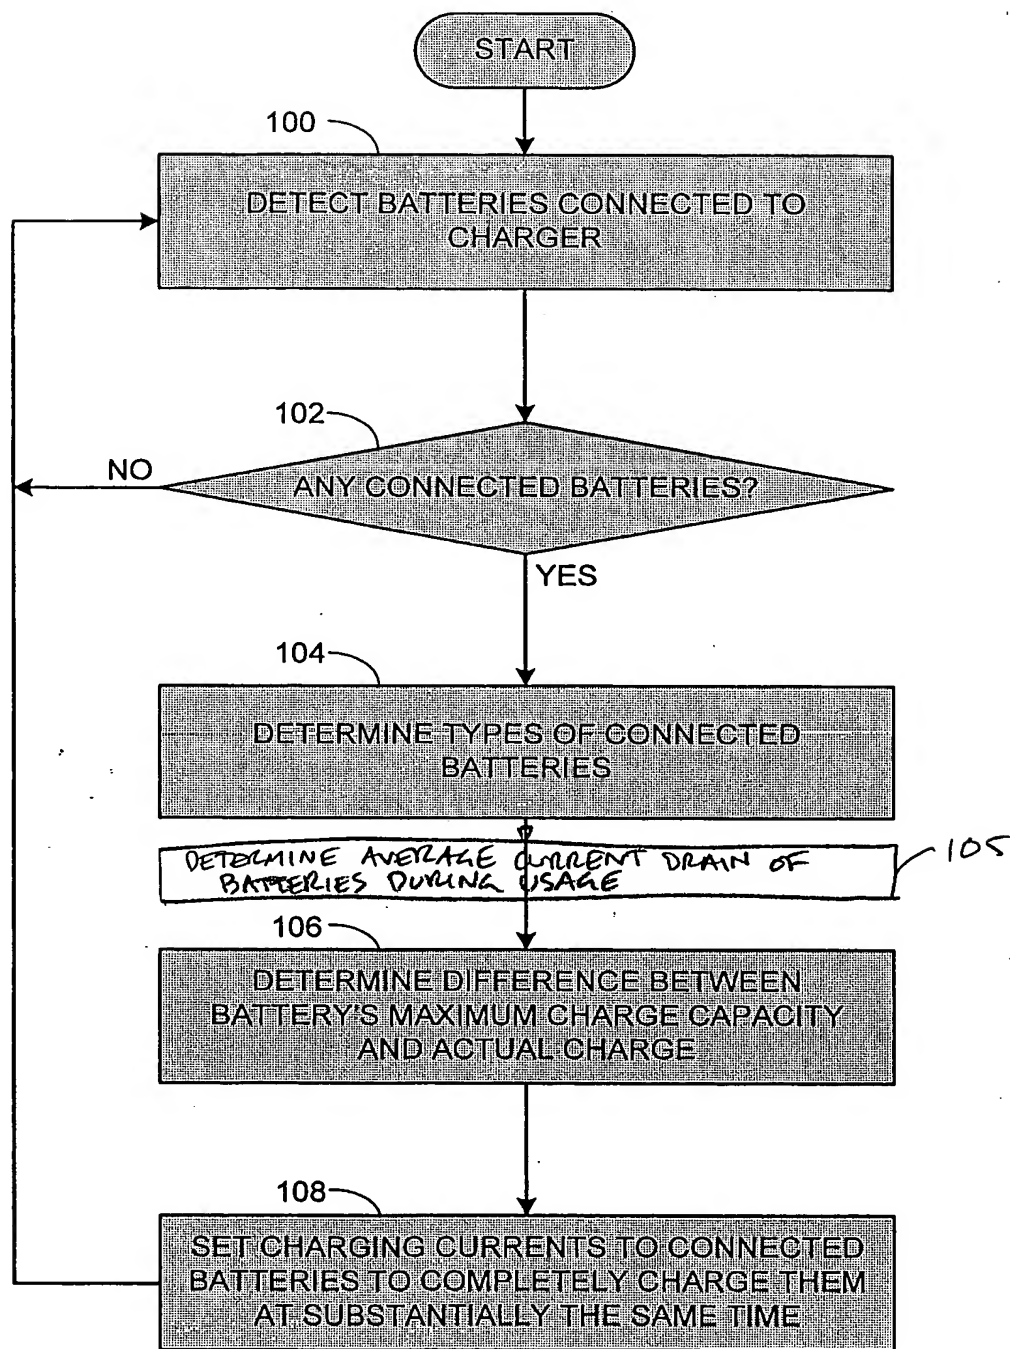 START
100
DETECT BATTERIES CONNECTED TO
CHARGER
102
NO
ANY CONNECTED BATTERIES?
YES
104
DETERMINE TYPES OF CONNECTED
BATTERIES
DETERMINE AVERAGE CURRENT DRAIN OF
BATTERIES DURING USAGE
105
106
DETERMINE DIFFERENCE BETWEEN
BATTERY'S MAXIMUM CHARGE CAPACITY
AND ACTUAL CHARGE
108
SET CHARGING CURRENTS TO CONNECTED
BATTERIES TO COMPLETELY CHARGE THEM
AT SUBSTANTIALLY THE SAME TIME